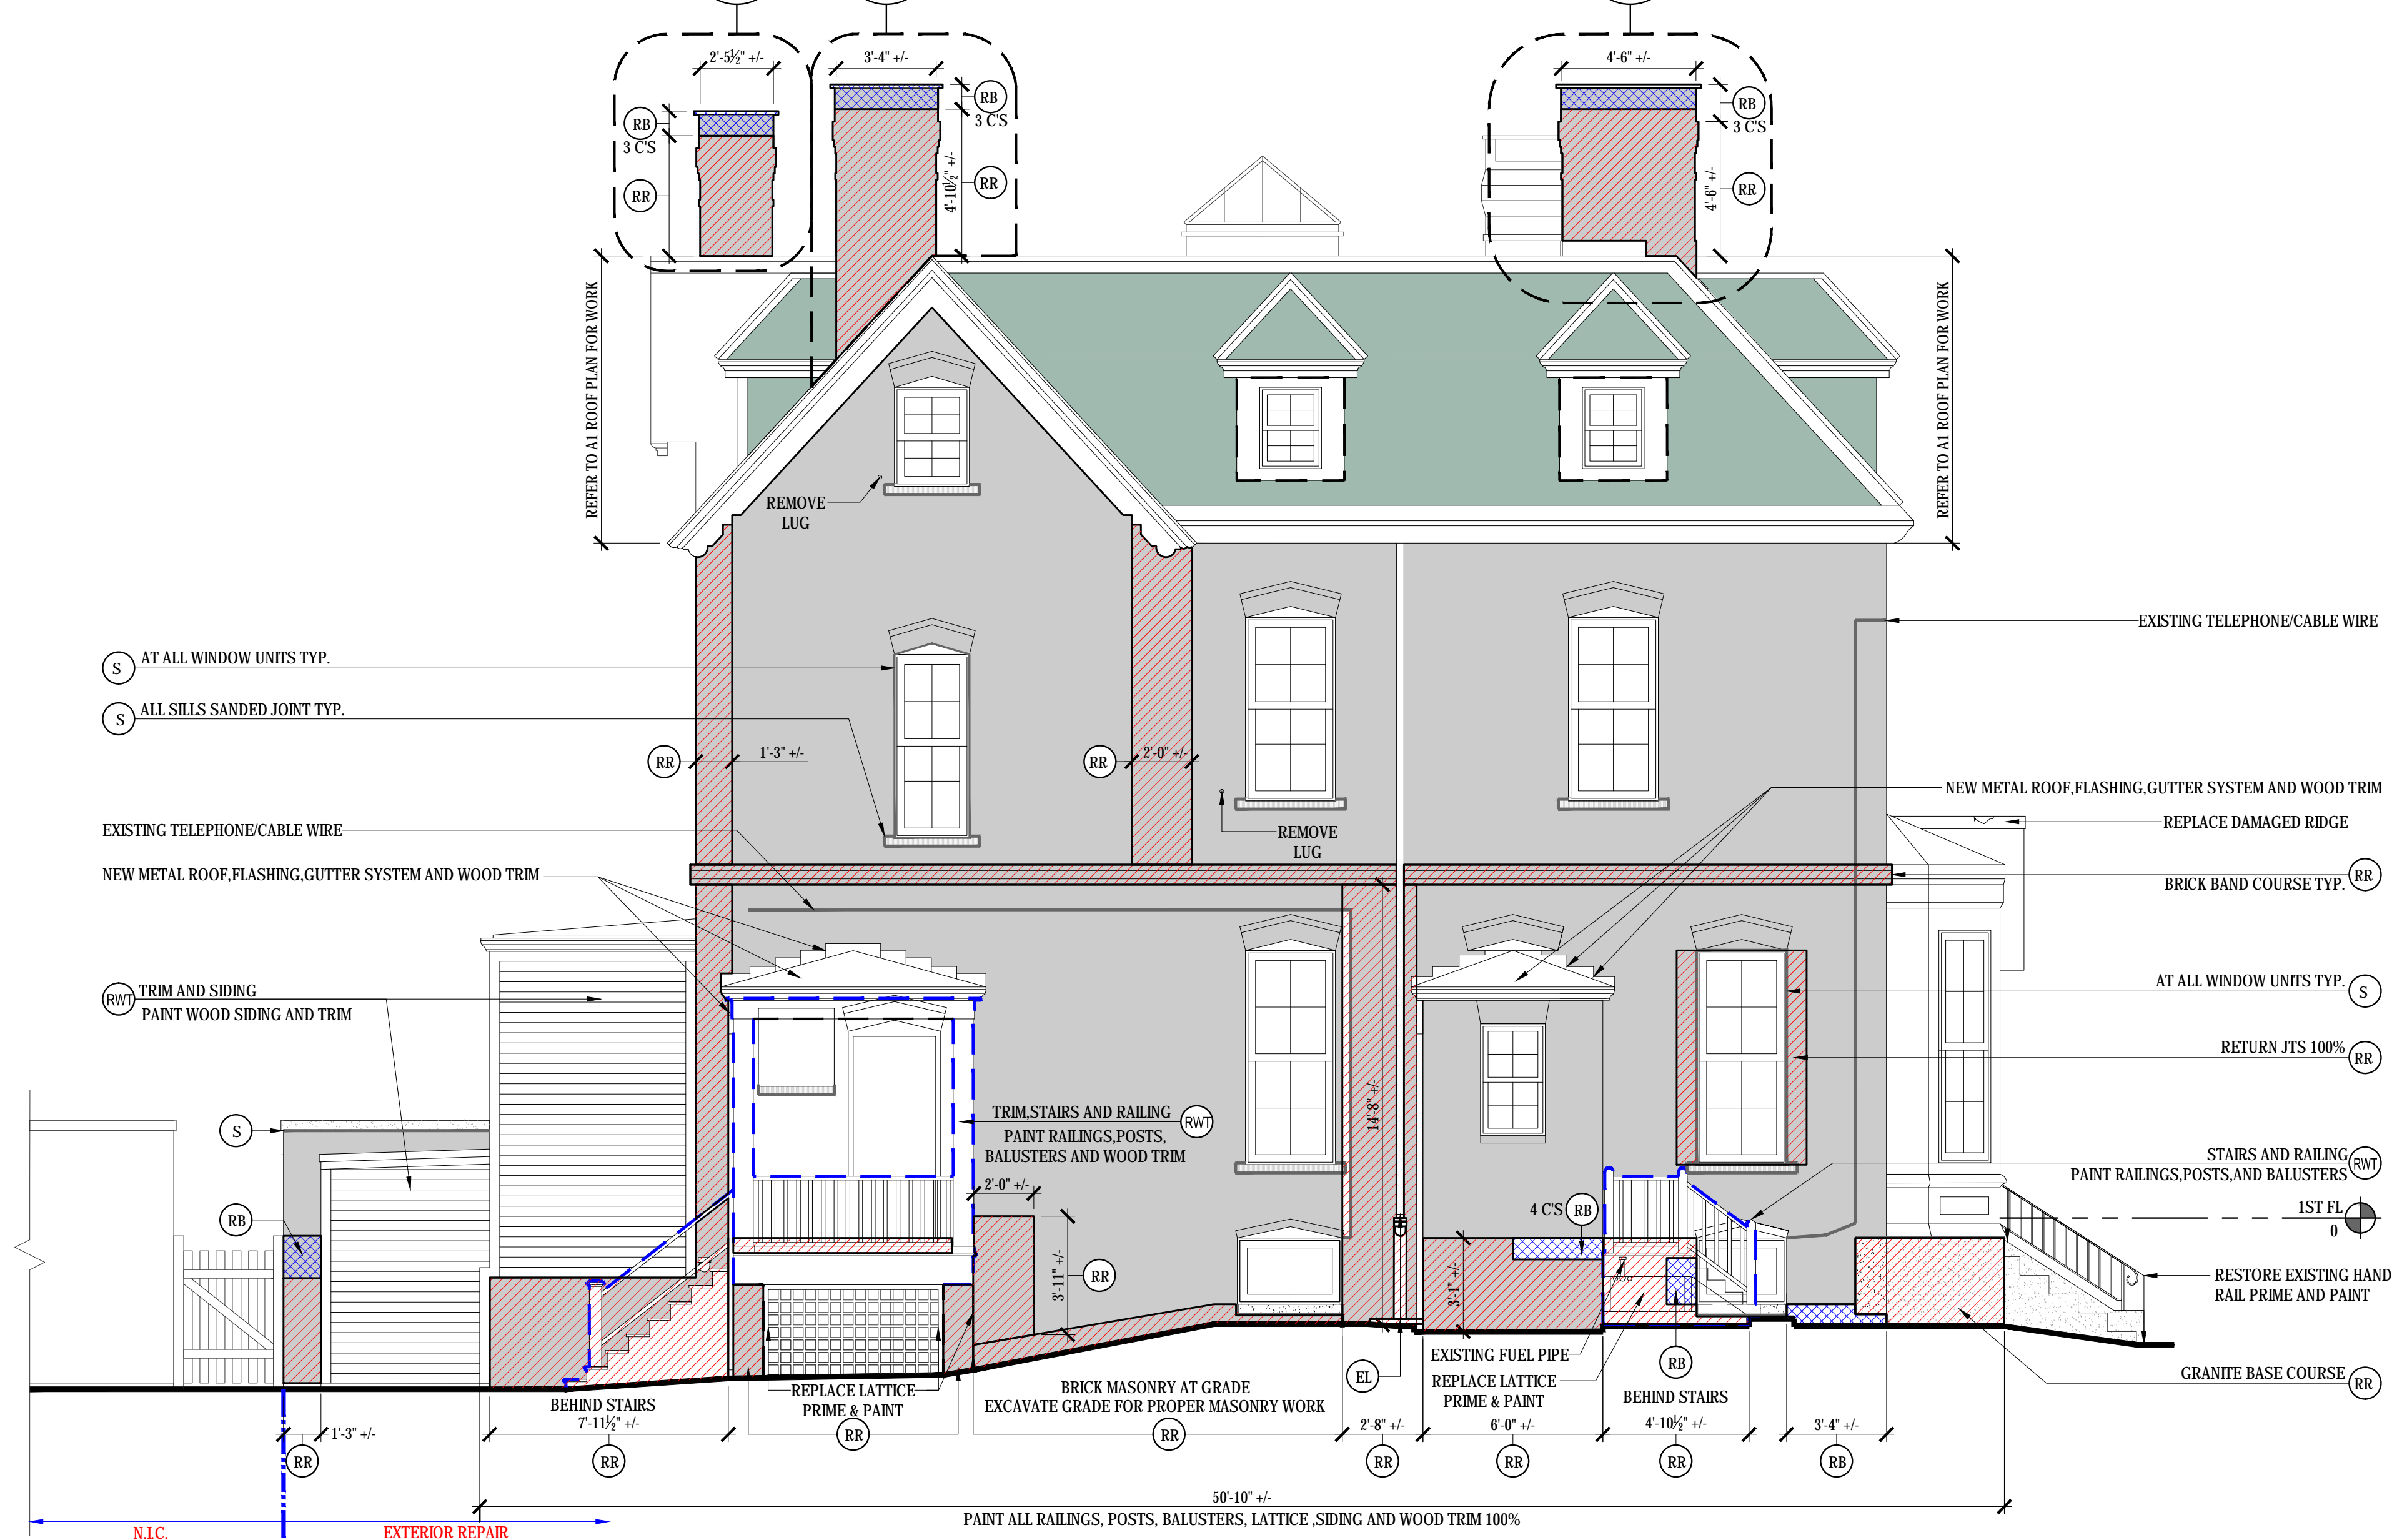 2'-5½" +/-
3'-4" +/-
4'-6" +/-
RB
3 C'S
RR
RB
3 C'S
4'-10½" +/-
RR
RB
3 C'S
4'-6" +/-
RR
REFER TO A1 ROOF PLAN FOR WORK
REFER TO A1 ROOF PLAN FOR WORK
REMOVE
LUG
EXISTING TELEPHONE/CABLE WIRE
S
AT ALL WINDOW UNITS TYP.
S
ALL SILLS SANDED JOINT TYP.
RR
1'-3" +/-
RR
2'-0" +/-
NEW METAL ROOF,FLASHING,GUTTER SYSTEM AND WOOD TRIM
REPLACE DAMAGED RIDGE
EXISTING TELEPHONE/CABLE WIRE
REMOVE
LUG
NEW METAL ROOF,FLASHING,GUTTER SYSTEM AND WOOD TRIM
BRICK BAND COURSE TYP.
RR
RWT
TRIM AND SIDING
PAINT WOOD SIDING AND TRIM
AT ALL WINDOW UNITS TYP.
S
RETURN JTS 100%
RR
14'-8" +/-
TRIM,STAIRS AND RAILING
RWT
PAINT RAILINGS,POSTS,
BALUSTERS AND WOOD TRIM
S
STAIRS AND RAILING
RWT
PAINT RAILINGS,POSTS,AND BALUSTERS
2'-0" +/-
RB
4 C'S
RB
1ST FL
0
3'-11" +/-
RR
3'-1" +/-
RESTORE EXISTING HAND
RAIL PRIME AND PAINT
EXISTING FUEL PIPE
RB
EL
REPLACE LATTICE
PRIME & PAINT
BEHIND STAIRS
GRANITE BASE COURSE
RR
REPLACE LATTICE
PRIME & PAINT
BRICK MASONRY AT GRADE
EXCAVATE GRADE FOR PROPER MASONRY WORK
BEHIND STAIRS
1'-3" +/-
7'-11½" +/-
RR
RR
2'-8" +/-
6'-0" +/-
4'-10½" +/-
3'-4" +/-
RR
RR
RR
RR
RR
RB
50'-10" +/-
PAINT ALL RAILINGS, POSTS, BALUSTERS, LATTICE ,SIDING AND WOOD TRIM 100%
N.I.C.
EXTERIOR REPAIR